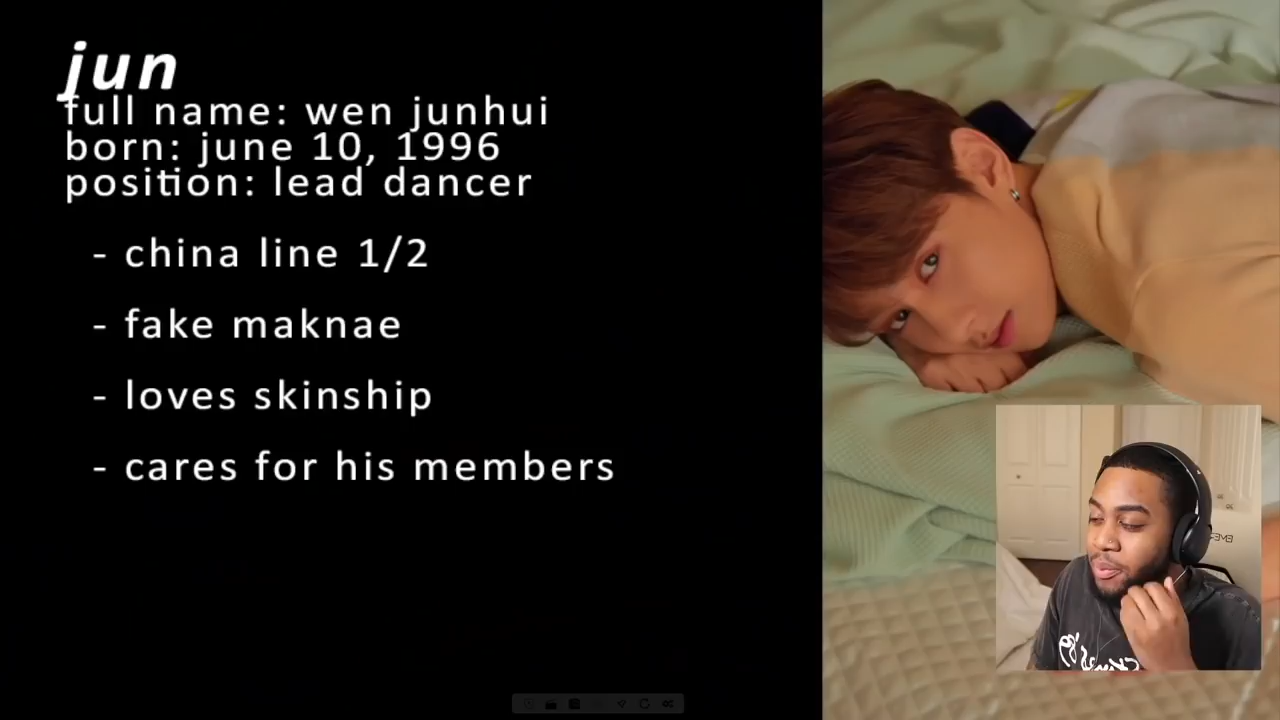 jun
full name: wen junhui
born: june 10, 1996
position: lead dancer
- china line 1/2
- fake maknae
- loves skinship
- cares for his members